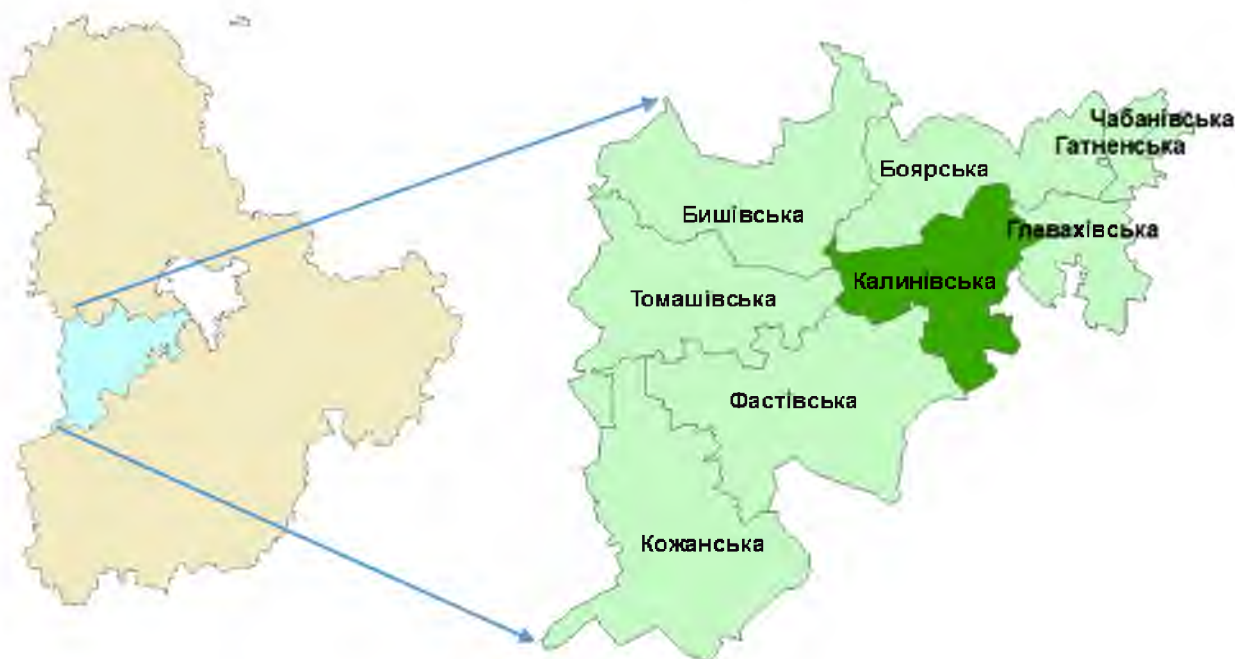 Чабанівська
Гатненська
Боярська
Бишівська
Глевахівська
Калинівська
Томашівська
Фастівська
Кожанська